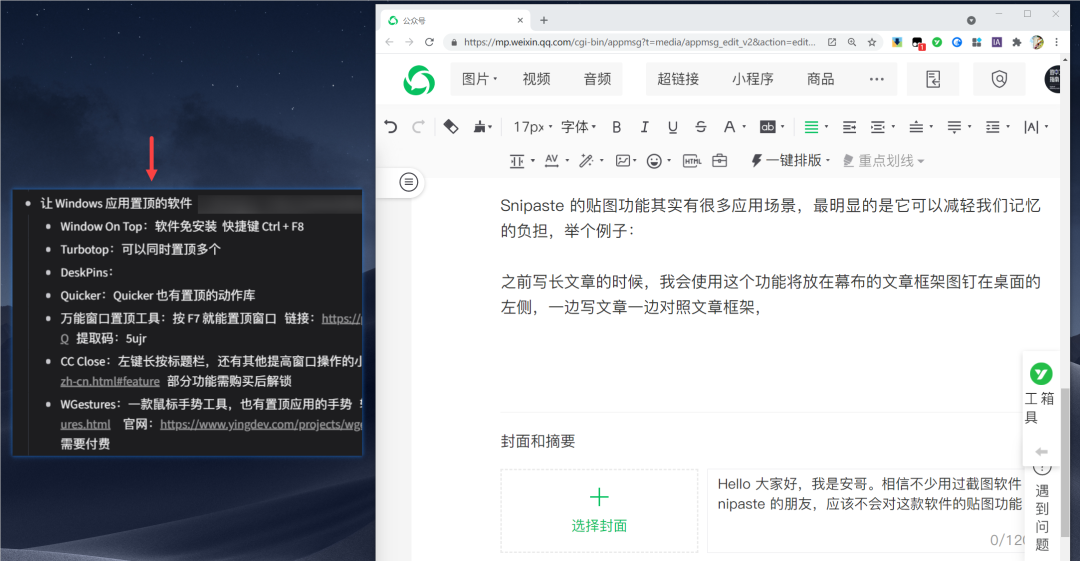 让 Windows 应用置顶的软件
Window On Top：软件免安装 快捷键 Ctrl + F8
Turbotop：可以同时置顶多个
DeskPins：
Quicker：Quicker 也有置顶的动作库
万能窗口置顶工具：按 F7 就能置顶窗口 链接：https://
Q 提取码：5ujr
CC Close：左键长按标题栏，还有其他提高窗口操作的小
zh-cn.html#feature 部分功能需购买后解锁
WGestures：一款鼠标手势工具，也有置顶应用的手势
ures.html 官网：https://www.yingdev.com/projects/wge
需要付费
公众号
https://mp.weixin.qq.com/cgi-bin/appmsg?t=media/appmsg_edit_v2&action=edit...
1
IA
图片 视频 音频 超链接 小程序 商品 ...
17px 字体 B I U S A ab |A|
AV HTML 一键排版 重点划线
Snipaste 的贴图功能其实有很多应用场景，最明显的是它可以减轻我们记忆
的负担，举个例子：
之前写长文章的时候，我会使用这个功能将放在幕布的文章框架图钉在桌面的
左侧，一边写文章一边对照文章框架，
封面和摘要
选择封面
Hello 大家好，我是安哥。相信不少用过截图软件
nipaste 的朋友，应该不会对这款软件的贴图功能
0/120
工箱
具
遇
到
问
题